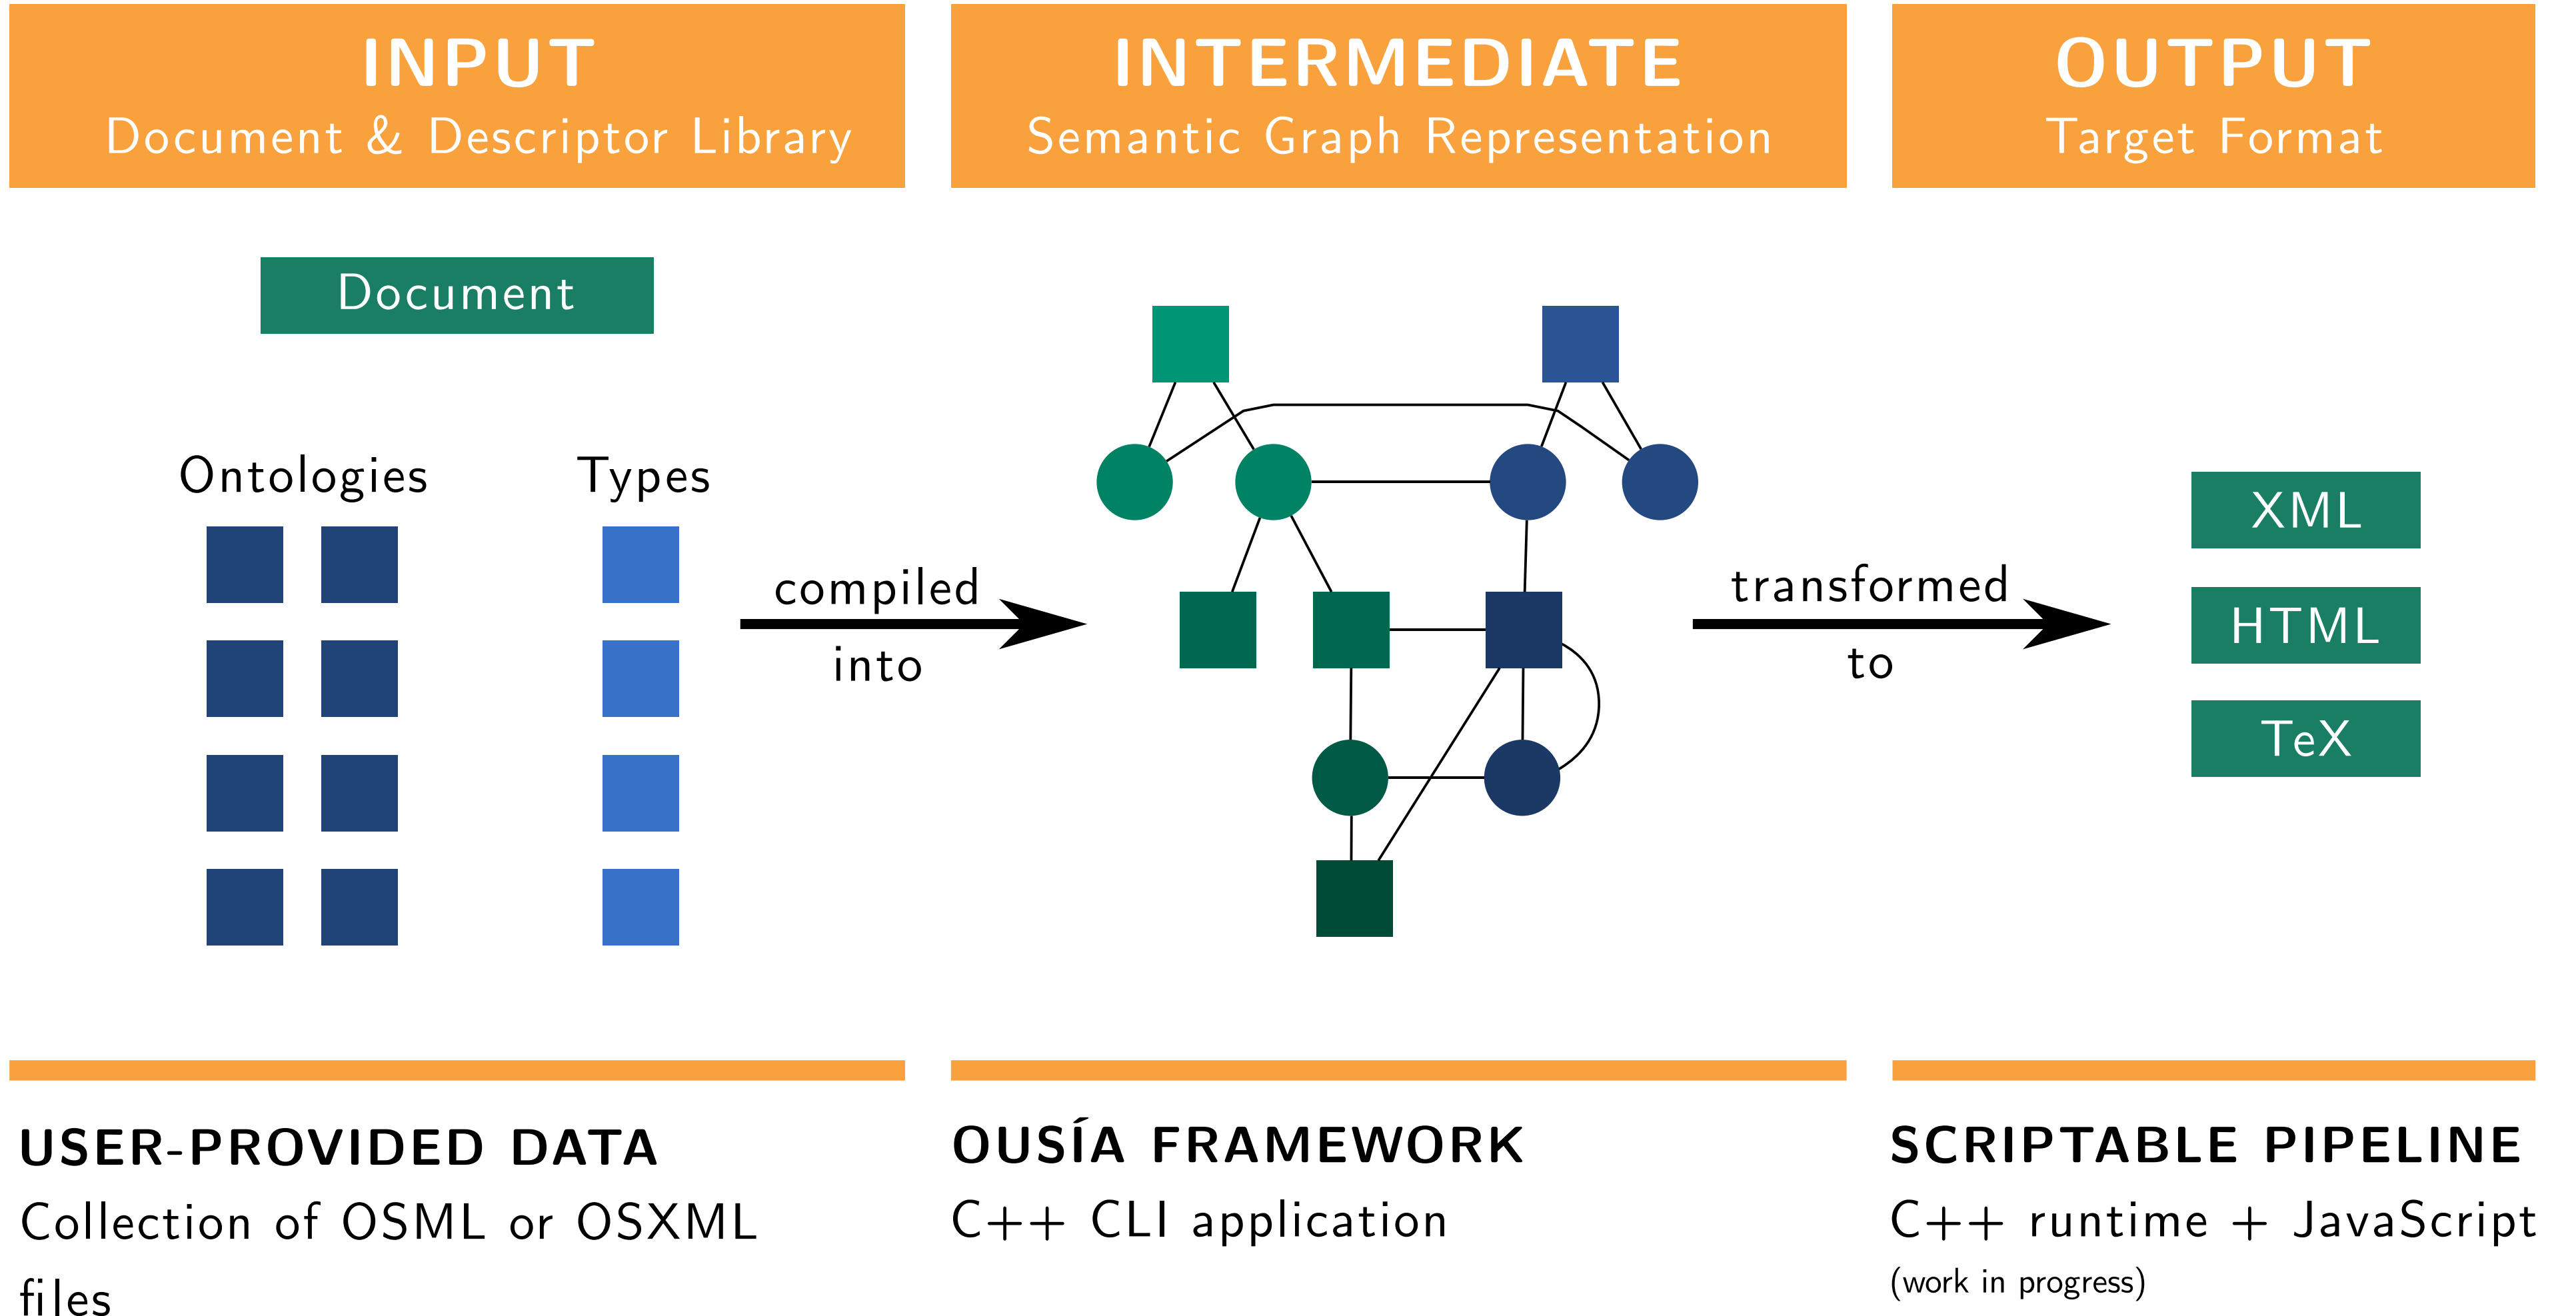 INPUT
Document & Descriptor Library
INTERMEDIATE
Semantic Graph Representation
OUTPUT
Target Format
Document
Ontologies
Types
compiled
into
transformed
to
XML
HTML
TeX
USER-PROVIDED DATA
Collection of OSML or OSXML
files
OUSÍA FRAMEWORK
C++ CLI application
SCRIPTABLE PIPELINE
C++ runtime + JavaScript
(work in progress)